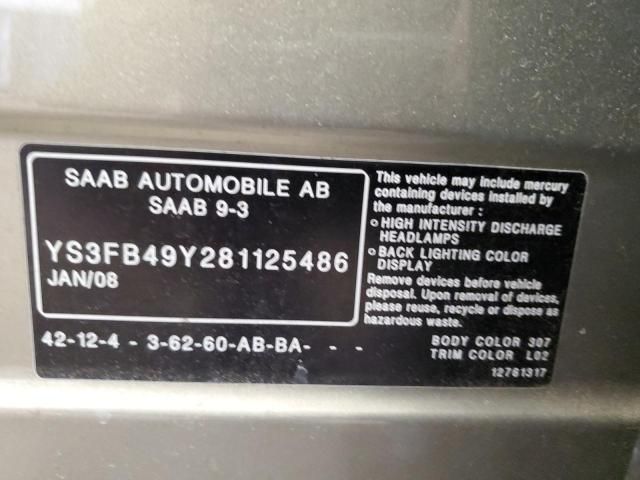 SAAB AUTOMOBILE AB
SAAB 9-3
YS3FB49Y281125486
JAN/08
42-12-4 - 3-62-60-AB-BA- - -
This vehicle may include mercury
containing devices installed by
the manufacturer :
○ HIGH INTENSITY DISCHARGE
HEADLAMPS
○ BACK LIGHTING COLOR
DISPLAY
Remove devices before vehicle
disposal. Upon removal of devices,
please reuse, recycle or dispose as
hazardous waste.
BODY COLOR 307
TRIM COLOR L02
12761317